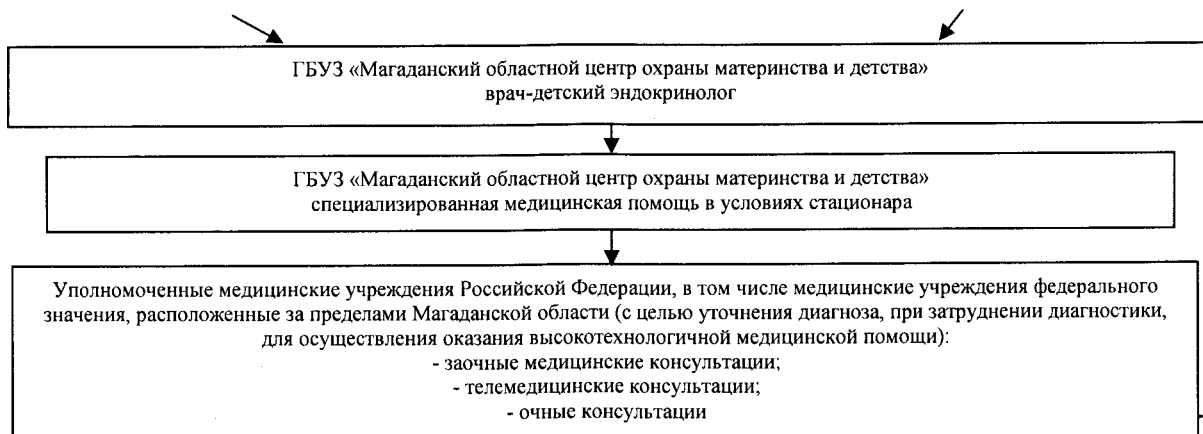 ГБУЗ «Магаданский областной центр охраны материнства и детства»
врач-детский эндокринолог
ГБУЗ «Магаданский областной центр охраны материнства и детства»
специализированная медицинская помощь в условиях стационара
Уполномоченные медицинские учреждения Российской Федерации, в том числе медицинские учреждения федерального
значения, расположенные за пределами Магаданской области (с целью уточнения диагноза, при затруднении диагностики,
для осуществления оказания высокотехнологичной медицинской помощи):
- заочные медицинские консультации;
- телемедицинские консультации;
- очные консультации